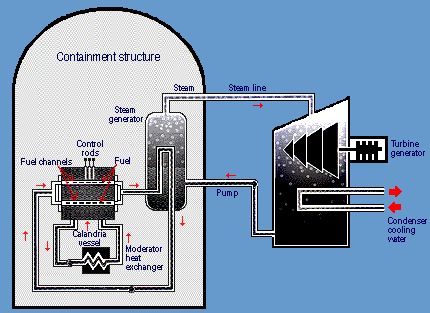 Containment structure
Steam
Steam line
Steam
generator
Control
rods
Fuel channels
Fuel
Turbine
generator
Pump
Calandria
vessel
Moderator
heat
exchanger
Condenser
cooling
water